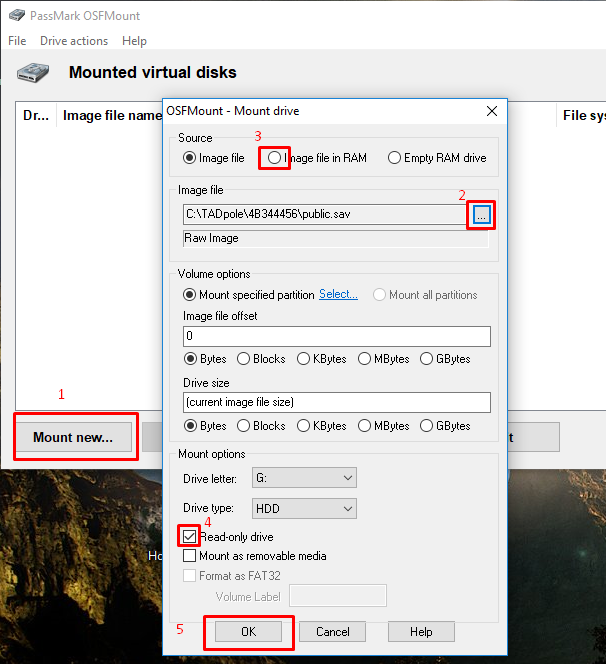 PassMark OSFMount
File Drive actions Help
Mounted virtual disks
Dr... Image file name File sys
OSFMount - Mount drive
3
Source
Image file Image file in RAM Empty RAM drive
Image file
2
C:\TADpole\4B344456\public.sav ...
Raw Image
Volume options
Mount specified partition Select... Mount all partitions
Image file offset
0
Bytes Blocks KBytes MBytes GBytes
Drive size
1
(current image file size)
Bytes Blocks KBytes MBytes GBytes
Mount new... t
Mount options
Drive letter: G:
Drive type: HDD
4
Read-only drive
Mount as removable media
Ho
Format as FAT32
Volume Label
5
OK Cancel Help